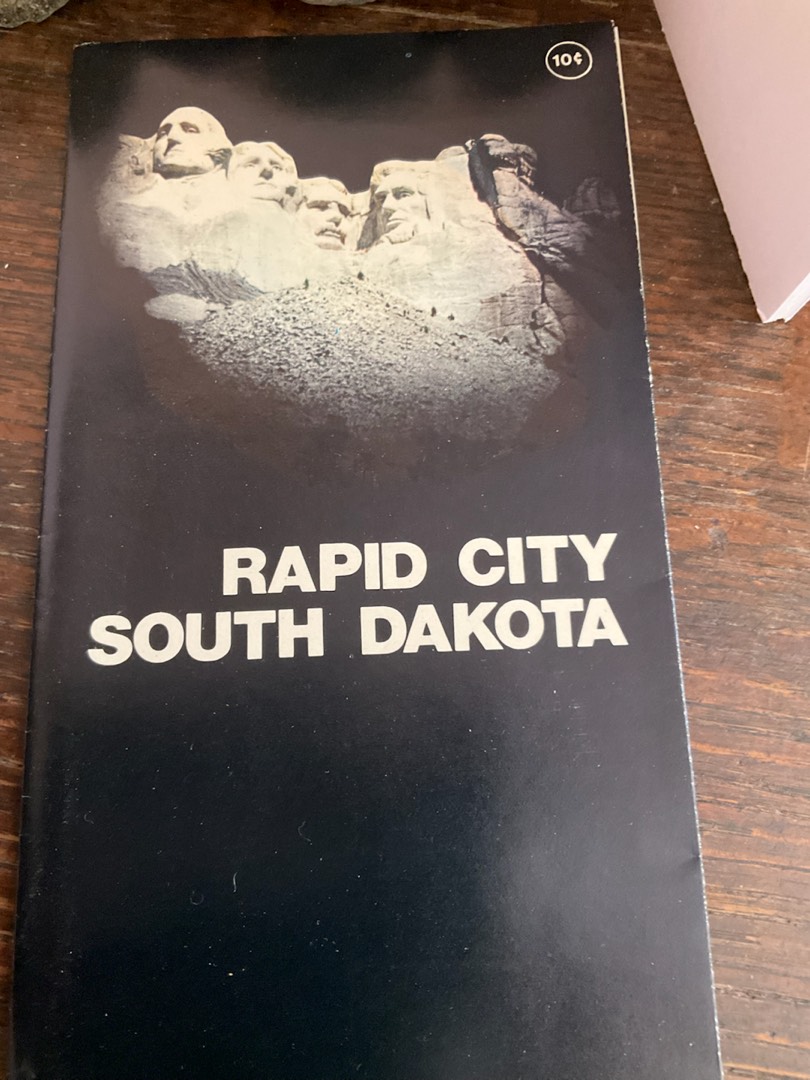 10¢
RAPID CITY
SOUTH DAKOTA